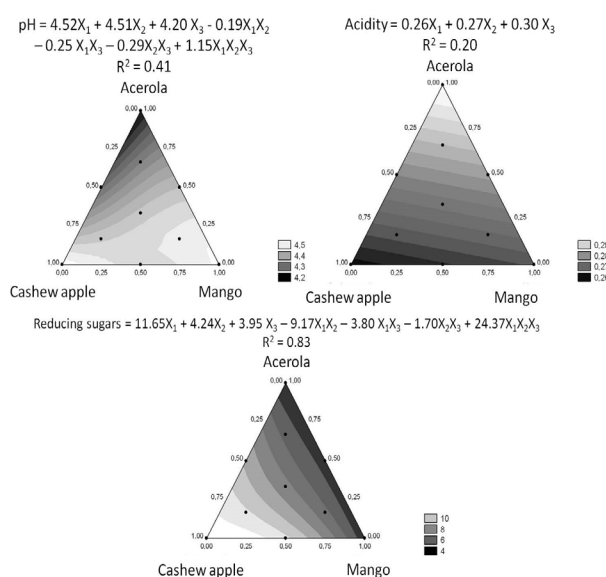 pH = 4.52X₁ + 4.51X₂ + 4.20 X₃ - 0.19X₁X₂
– 0.25 X₁X₃ – 0.29X₂X₃ + 1.15X₁X₂X₃
R² = 0.41
Acerola
0,00 1,00
0,25 0,75
0,50 0,50
0,75 0,25
1,00 0,00
0,00 0,25 0,50 0,75 1,00
Cashew apple Mango
4,5
4,4
4,3
4,2
Acidity = 0.26X₁ + 0.27X₂ + 0.30 X₃
R² = 0.20
Acerola
0,00 1,00
0,25 0,75
0,50 0,50
0,75 0,25
1,00 0,00
0,00 0,25 0,50 0,75 1,00
Cashew apple Mango
0,28
0,27
Reducing sugars = 11.65X₁ + 4.24X₂ + 3.95 X₃ – 9.17X₁X₂ – 3.80 X₁X₃ – 1.70X₂X₃ + 24.37X₁X₂X₃
R² = 0.83
Acerola
0,00 1,00
0,25 0,75
0,50 0,50
0,75 0,25
1,00 0,00
0,00 0,25 0,50 0,75 1,00
Cashew apple Mango
10
8
6
4